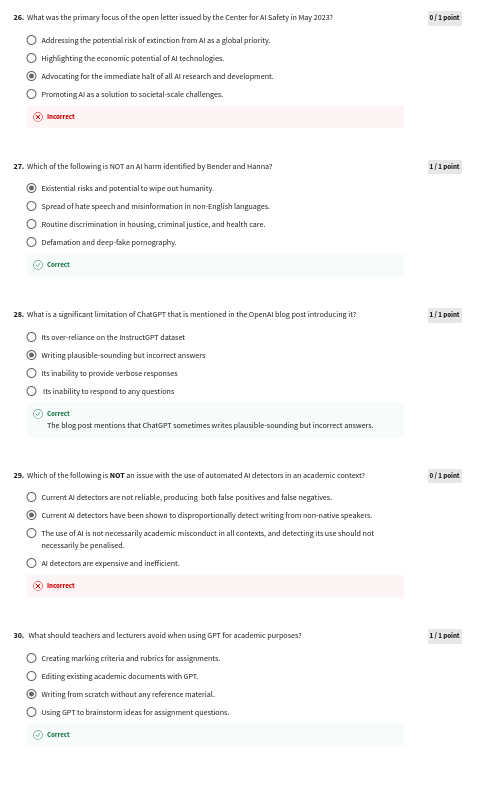 26. What was the primary focus of the open letter issued by the Center for AI Safety in May 2023? 0 / 1 point
Addressing the potential risk of extinction from AI as a global priority.
Highlighting the economic potential of AI technologies.
Advocating for the immediate halt of all AI research and development.
Promoting AI as a solution to societal-scale challenges.
Incorrect
27. Which of the following is NOT an AI harm identified by Bender and Hanna? 1 / 1 point
Existential risks and potential to wipe out humanity.
Spread of hate speech and misinformation in non-English languages.
Routine discrimination in housing, criminal justice, and health care.
Defamation and deep-fake pornography.
Correct
28. What is a significant limitation of ChatGPT that is mentioned in the OpenAI blog post introducing it? 1 / 1 point
Its over-reliance on the InstructGPT dataset
Writing plausible-sounding but incorrect answers
Its inability to provide verbose responses
Its inability to respond to any questions
Correct
The blog post mentions that ChatGPT sometimes writes plausible-sounding but incorrect answers.
29. Which of the following is NOT an issue with the use of automated AI detectors in an academic context? 0 / 1 point
Current AI detectors are not reliable, producing both false positives and false negatives.
Current AI detectors have been shown to disproportionally detect writing from non-native speakers.
The use of AI is not necessarily academic misconduct in all contexts, and detecting its use should not
necessarily be penalised.
AI detectors are expensive and inefficient.
Incorrect
30. What should teachers and lecturers avoid when using GPT for academic purposes? 1 / 1 point
Creating marking criteria and rubrics for assignments.
Editing existing academic documents with GPT.
Writing from scratch without any reference material.
Using GPT to brainstorm ideas for assignment questions.
Correct